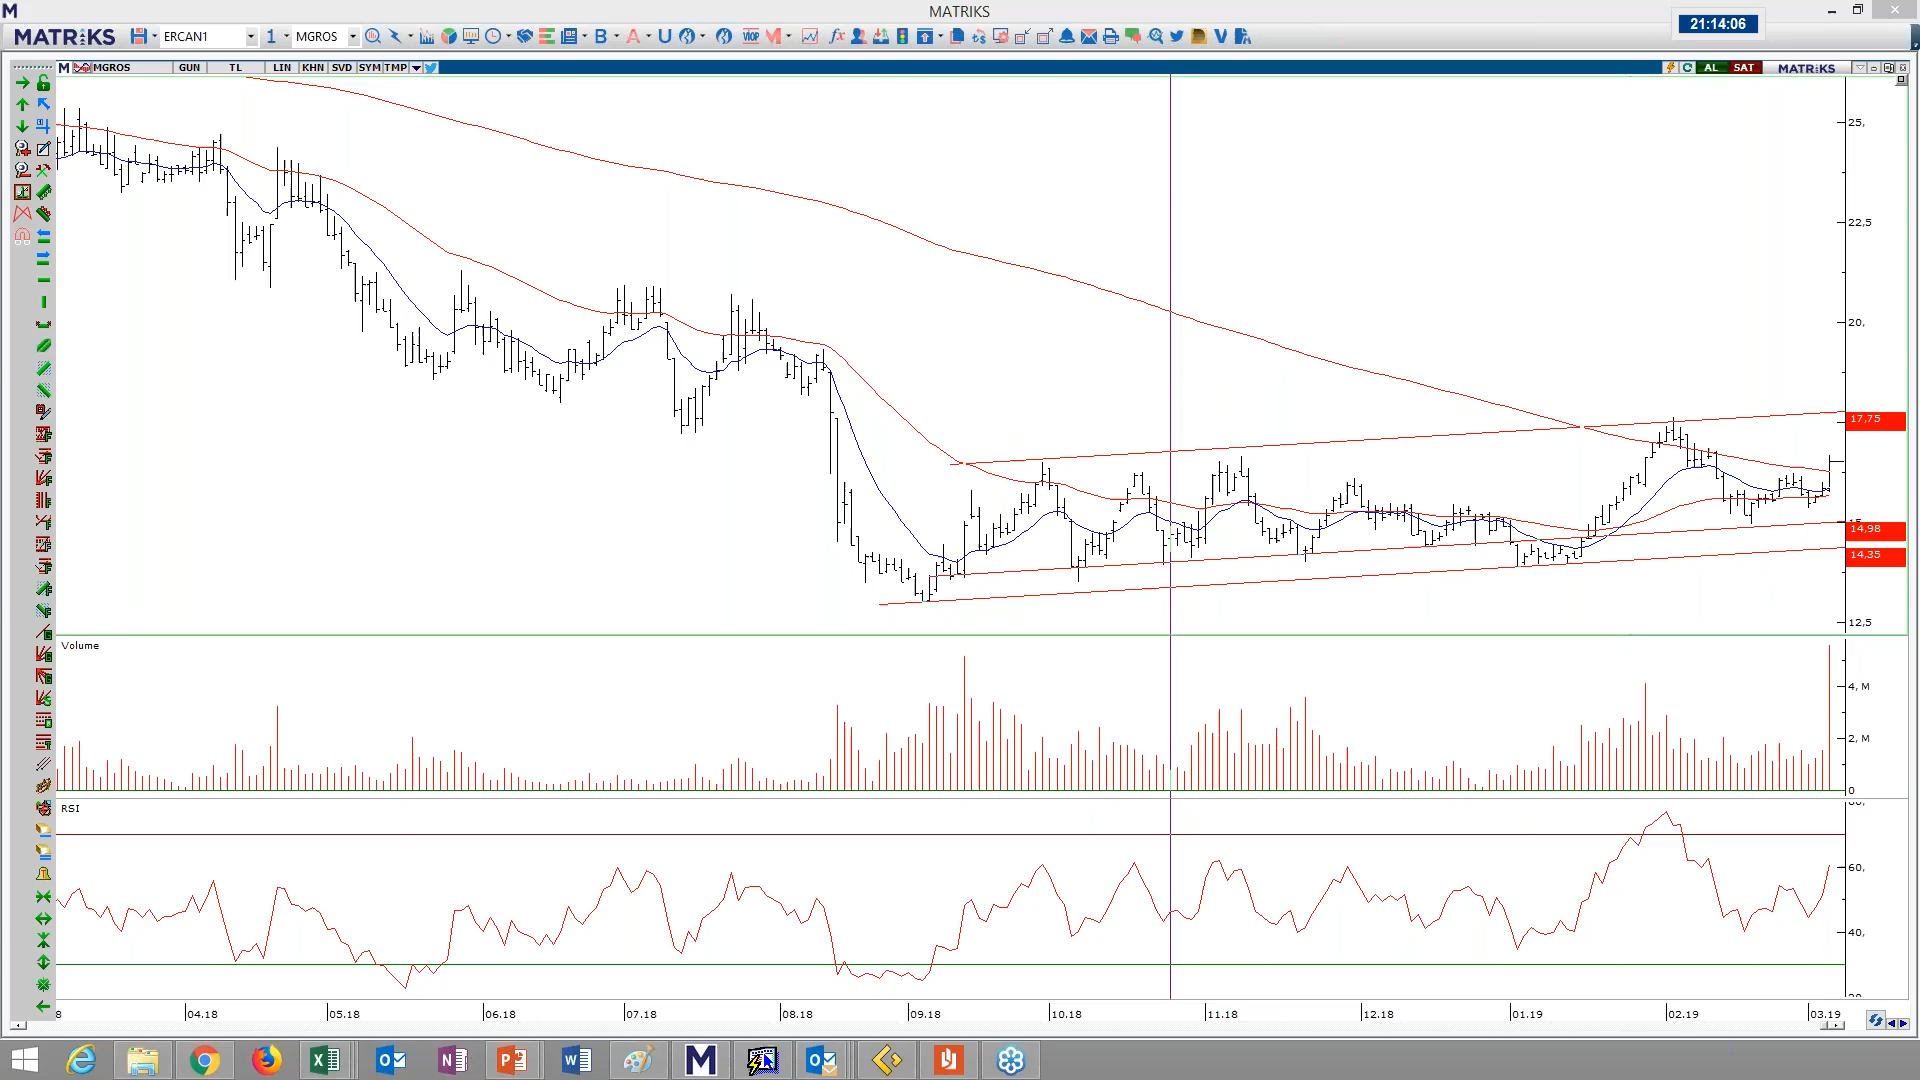 MATRIKS
21:14:06
MATRIKS ERCAN1 1 MGROS B A U VIOP M fx V
M MGROS GUN TL LIN KHN SVD SYM TMP AL SAT MATRIKS
25,
22,5
20,
17,75
14,98
14,35
12,5
Volume
4, M
2, M
0
RSI
60,
40,
8 04.18 05.18 06.18 07.18 08.18 09.18 10.18 11.18 12.18 01.19 02.19 03.19